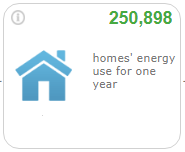 250,898
homes' energy
use for one
year